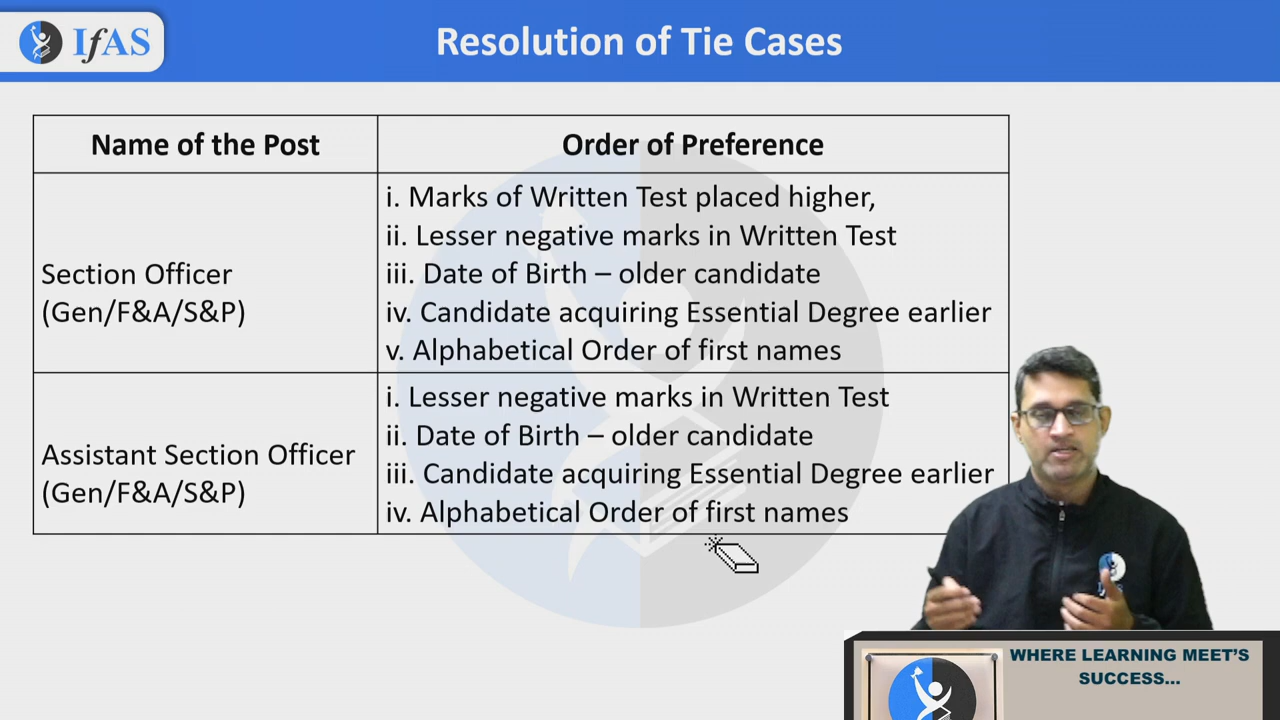 IfAS
Resolution of Tie Cases
Name of the Post
Order of Preference
Section Officer
(Gen/F&A/S&P)
i. Marks of Written Test placed higher,
ii. Lesser negative marks in Written Test
iii. Date of Birth – older candidate
iv. Candidate acquiring Essential Degree earlier
v. Alphabetical Order of first names
Assistant Section Officer
(Gen/F&A/S&P)
i. Lesser negative marks in Written Test
ii. Date of Birth – older candidate
iii. Candidate acquiring Essential Degree earlier
iv. Alphabetical Order of first names
WHERE LEARNING MEET'S
SUCCESS...